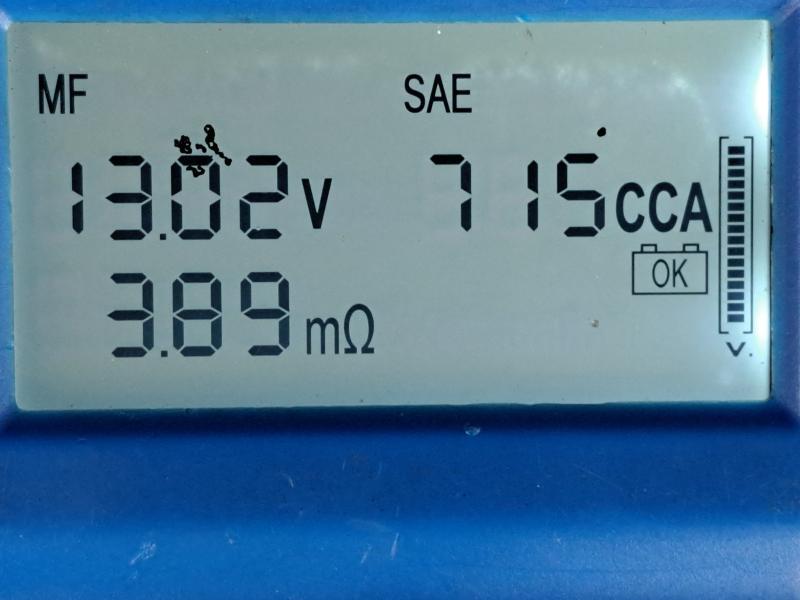 MF SAE
13.02 V 715 CCA
OK
3.89 mΩ
V.